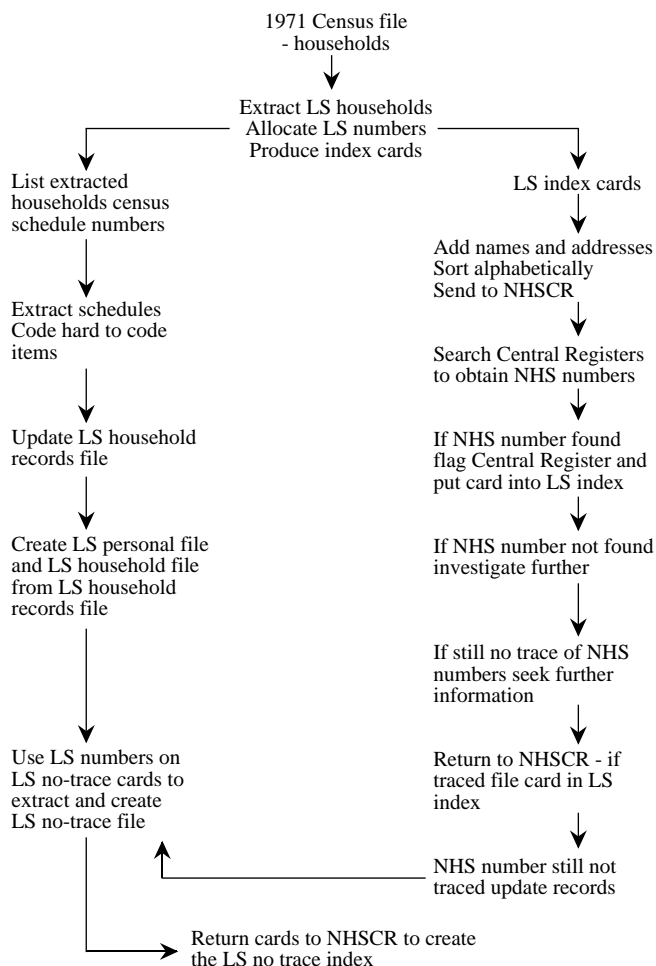 1971 Census file
- households
Extract LS households
Allocate LS numbers
Produce index cards
List extracted
households census
schedule numbers
Extract schedules
Code hard to code
items
Update LS household
records file
Create LS personal file
and LS household file
from LS household
records file
Use LS numbers on
LS no-trace cards to
extract and create
LS no-trace file
LS index cards
Add names and addresses
Sort alphabetically
Send to NHSCR
Search Central Registers
to obtain NHS numbers
If NHS number found
flag Central Register and
put card into LS index
If NHS number not found
investigate further
If still no trace of NHS
numbers seek further
information
Return to NHSCR - if
traced file card in LS
index
NHS number still not
traced update records
Return cards to NHSCR to create
the LS no trace index